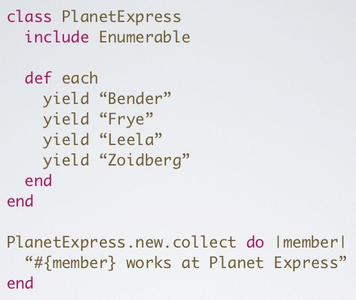 class PlanetExpress
include Enumerable
def each
yield “Bender”
yield “Frye”
yield “Leela”
yield “Zoidberg”
end
end
PlanetExpress.new.collect do |member|
“#{member} works at Planet Express”
end